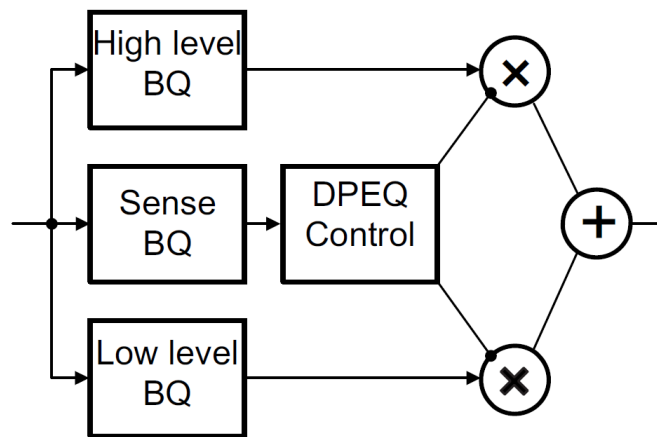 High level
BQ
×
Sense
BQ
DPEQ
Control
+
Low level
BQ
×